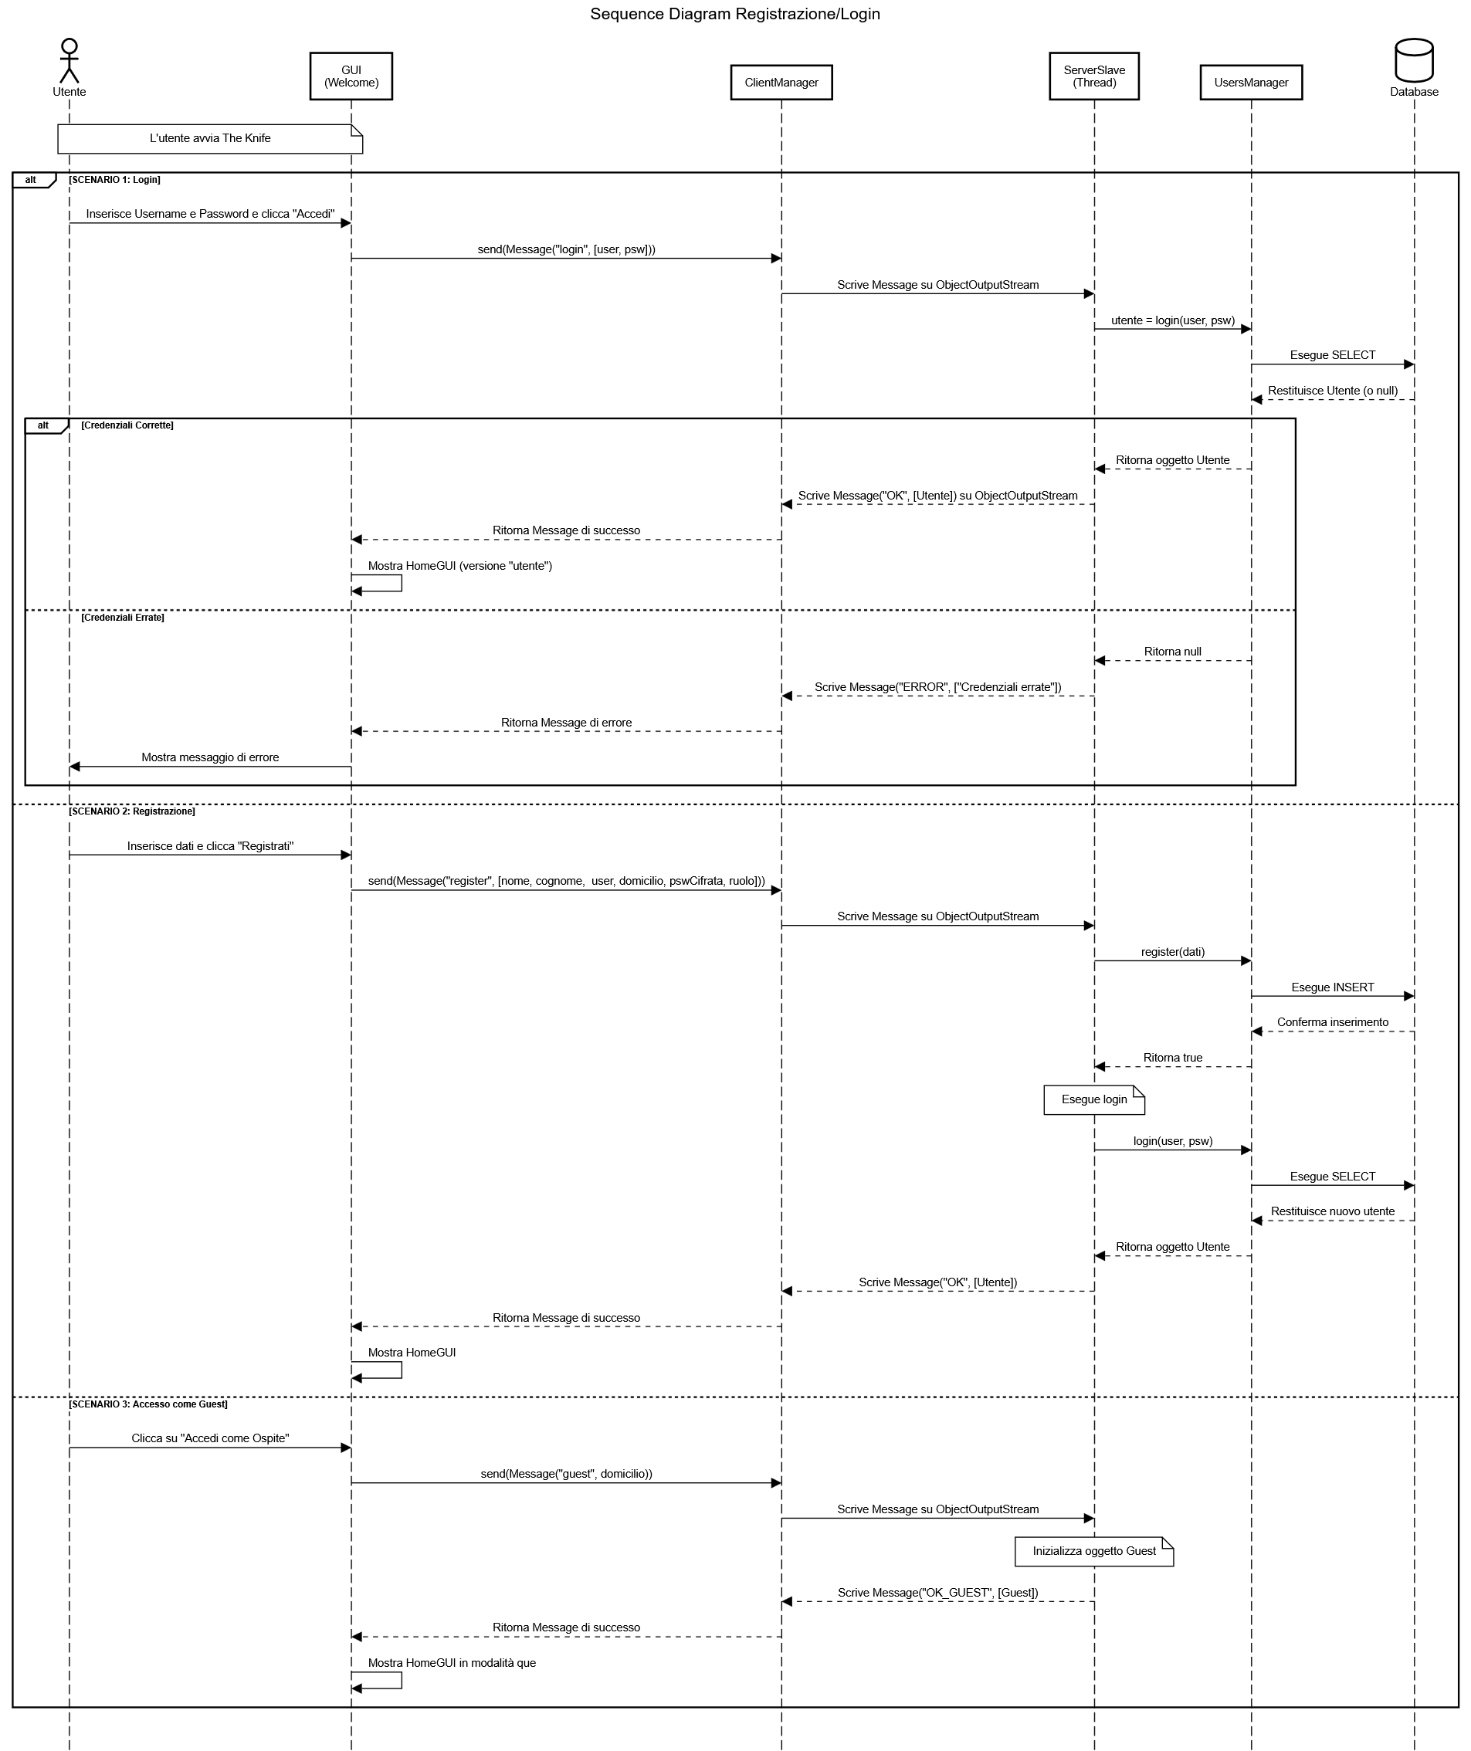 Sequence Diagram Registrazione/Login
Utente
GUI
(Welcome)
ClientManager
ServerSlave
(Thread)
UsersManager
Database
L'utente avvia The Knife
alt
[SCENARIO 1: Login]
Inserisce Username e Password e clicca "Accedi"
send(Message("login", [user, psw]))
Scrive Message su ObjectOutputStream
utente = login(user, psw)
Esegue SELECT
Restituisce Utente (o null)
alt
[Credenziali Corrette]
Ritorna oggetto Utente
Scrive Message("OK", [Utente]) su ObjectOutputStream
Ritorna Message di successo
Mostra HomeGUI (versione "utente")
[Credenziali Errate]
Ritorna null
Scrive Message("ERROR", ["Credenziali errate"])
Ritorna Message di errore
Mostra messaggio di errore
[SCENARIO 2: Registrazione]
Inserisce dati e clicca "Registrati"
send(Message("register", [nome, cognome,  user, domicilio, pswCifrata, ruolo]))
Scrive Message su ObjectOutputStream
register(dati)
Esegue INSERT
Conferma inserimento
Ritorna true
Esegue login
login(user, psw)
Esegue SELECT
Restituisce nuovo utente
Ritorna oggetto Utente
Scrive Message("OK", [Utente])
Ritorna Message di successo
Mostra HomeGUI
[SCENARIO 3: Accesso come Guest]
Clicca su "Accedi come Ospite"
send(Message("guest", domicilio))
Scrive Message su ObjectOutputStream
Inizializza oggetto Guest
Scrive Message("OK_GUEST", [Guest])
Ritorna Message di successo
Mostra HomeGUI in modalità que